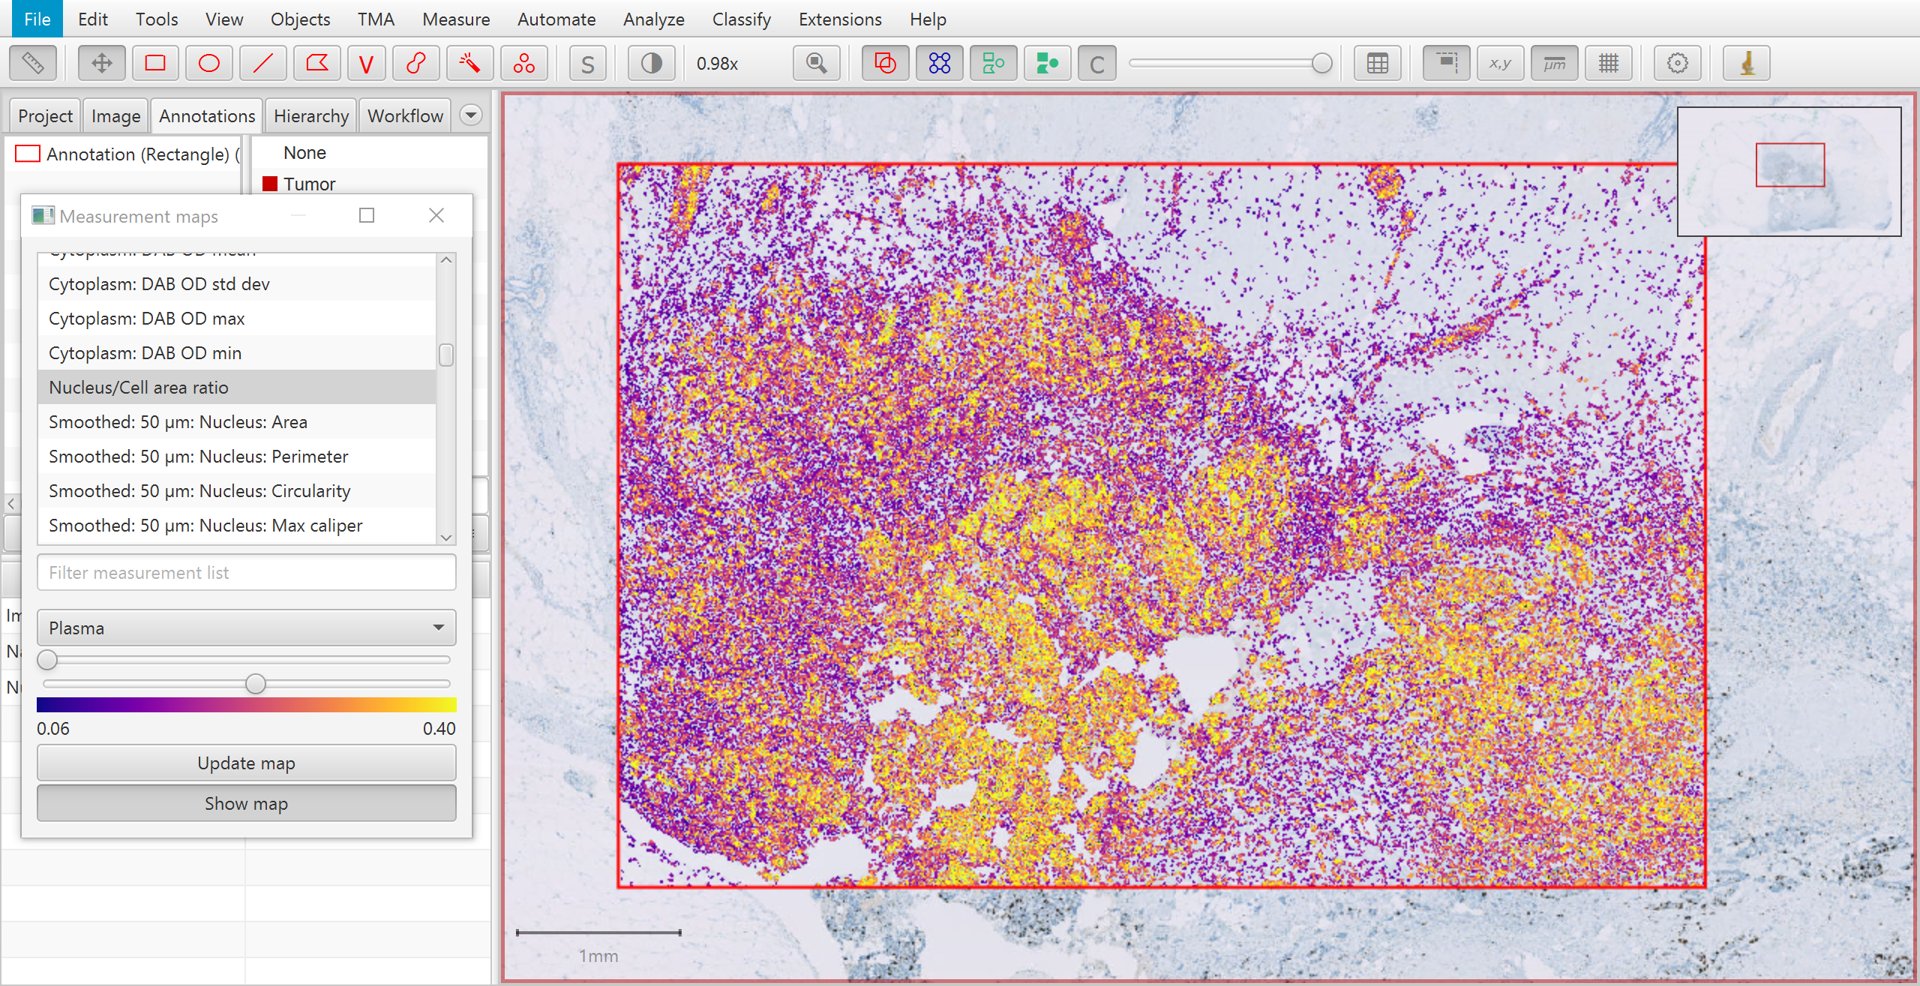 File Edit Tools View Objects TMA Measure Automate Analyze Classify Extensions Help
V S 0.98x C x,y µm
Project Image Annotations Hierarchy Workflow
Annotation (Rectangle) (
None
Tumor
Measurement maps
Cytoplasm: DAB OD mean
Cytoplasm: DAB OD std dev
Cytoplasm: DAB OD max
Cytoplasm: DAB OD min
Nucleus/Cell area ratio
Smoothed: 50 µm: Nucleus: Area
Smoothed: 50 µm: Nucleus: Perimeter
Smoothed: 50 µm: Nucleus: Circularity
Smoothed: 50 µm: Nucleus: Max caliper
Filter measurement list
Plasma
0.06 0.40
Update map
Show map
1mm